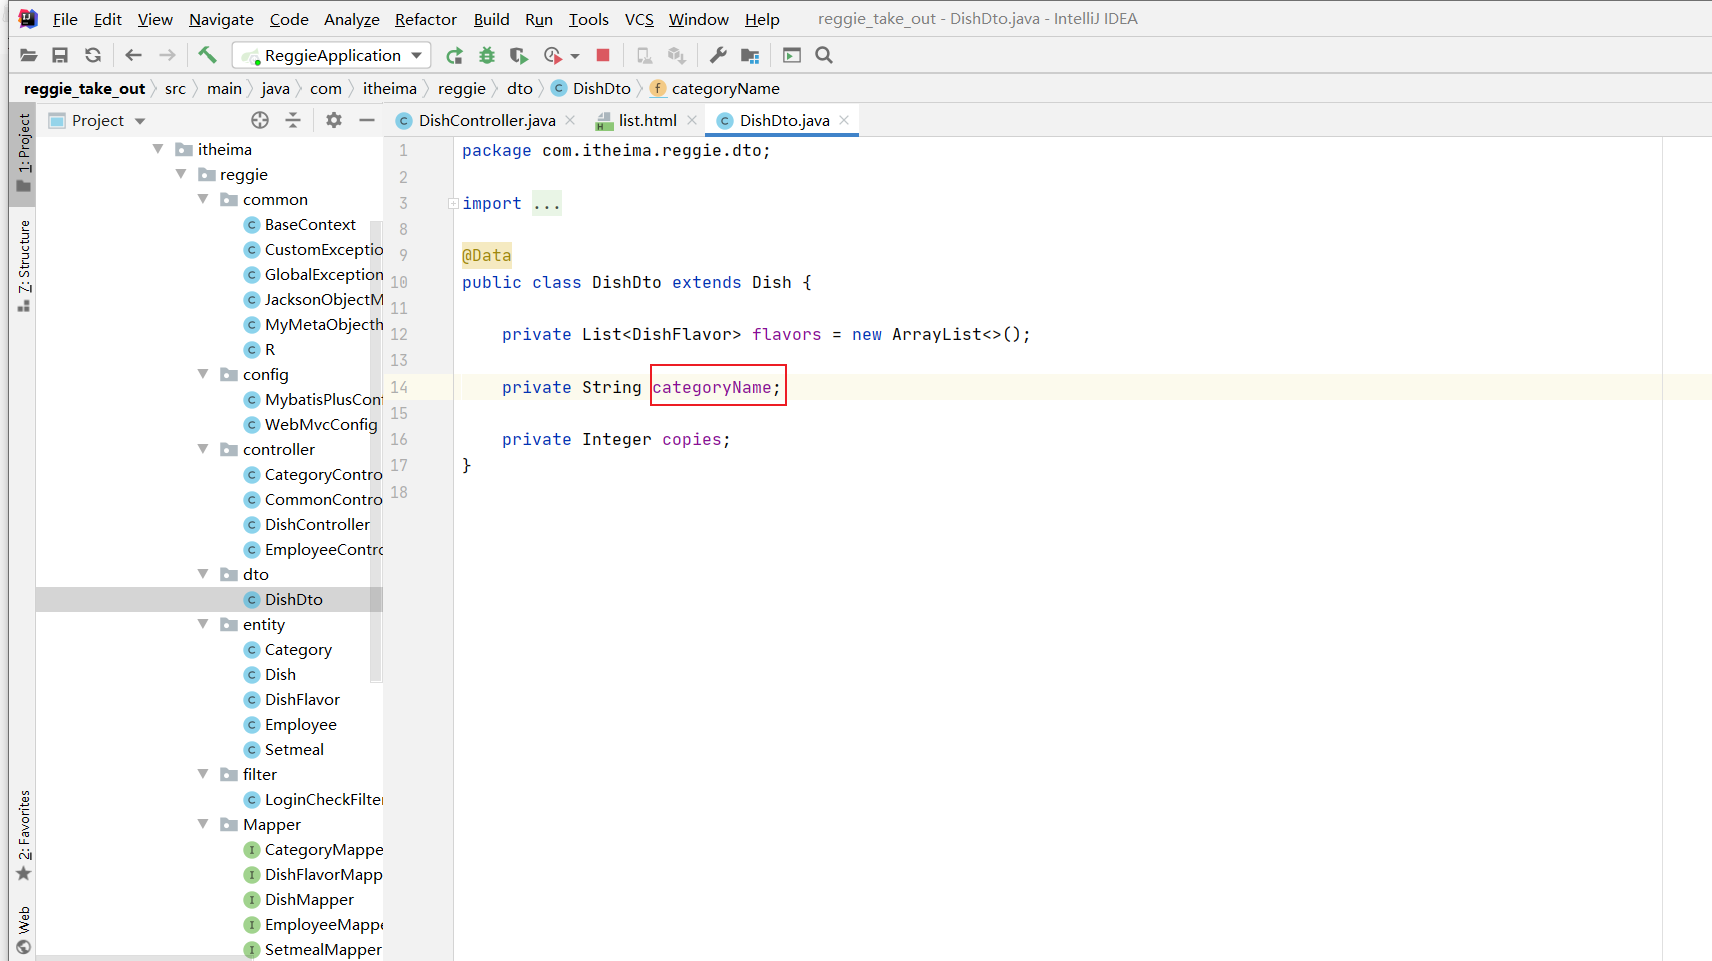 File Edit View Navigate Code Analyze Refactor Build Run Tools VCS Window Help reggie_take_out - DishDto.java - IntelliJ IDEA
ReggieApplication
reggie_take_out src main java com itheima reggie dto DishDto categoryName
1: Project
Z: Structure
2: Favorites
Web
Project
itheima
reggie
common
BaseContext
CustomExceptio
GlobalException
JacksonObjectM
MyMetaObjecth
R
config
MybatisPlusConf
WebMvcConfig
controller
CategoryContro
CommonContro
DishController
EmployeeContro
dto
DishDto
entity
Category
Dish
DishFlavor
Employee
Setmeal
filter
LoginCheckFilter
Mapper
CategoryMappe
DishFlavorMapp
DishMapper
EmployeeMappe
SetmealMapper
DishController.java list.html DishDto.java
1 package com.itheima.reggie.dto;
2
3 import ...
8
9 @Data
10 public class DishDto extends Dish {
11
12 private List<DishFlavor> flavors = new ArrayList<>();
13
14 private String categoryName;
15
16 private Integer copies;
17 }
18